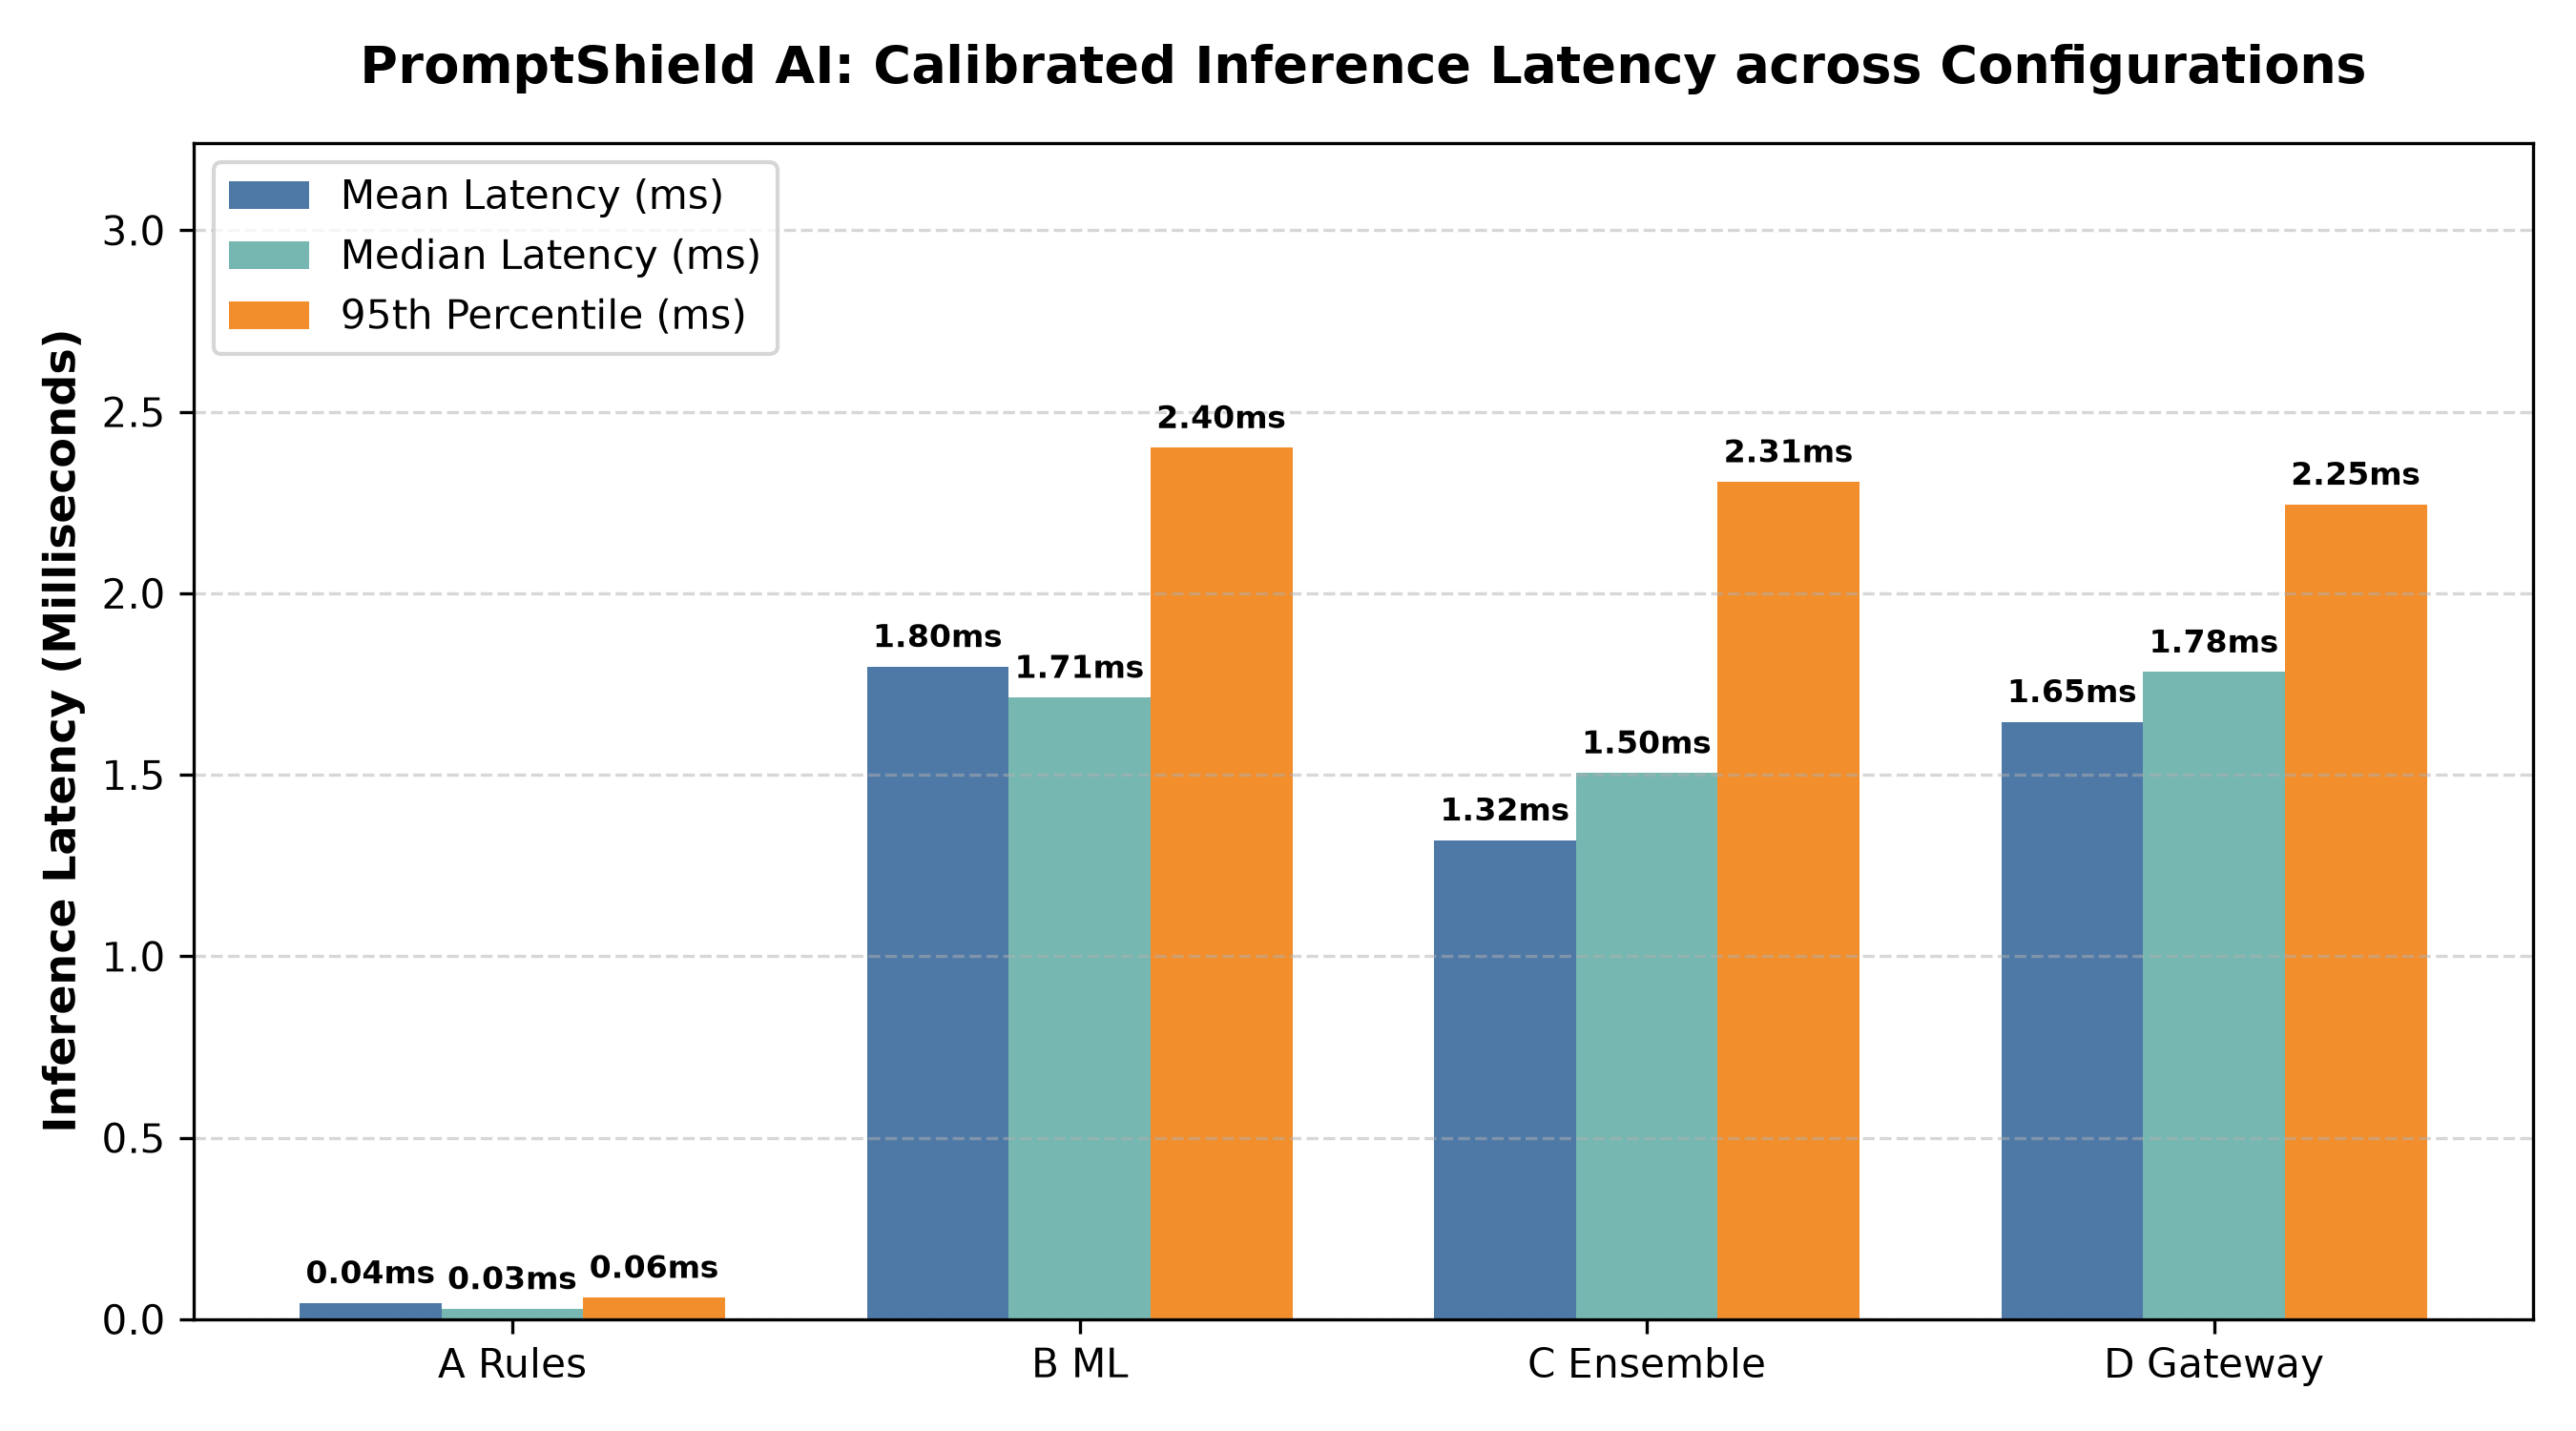 PromptShield AI: Calibrated Inference Latency across Configurations
Mean Latency (ms)
Median Latency (ms)
95th Percentile (ms)
Inference Latency (Milliseconds)
3.0
2.5
2.0
1.5
1.0
0.5
0.0
0.04ms
0.03ms
0.06ms
1.80ms
1.71ms
2.40ms
1.32ms
1.50ms
2.31ms
1.65ms
1.78ms
2.25ms
A Rules
B ML
C Ensemble
D Gateway